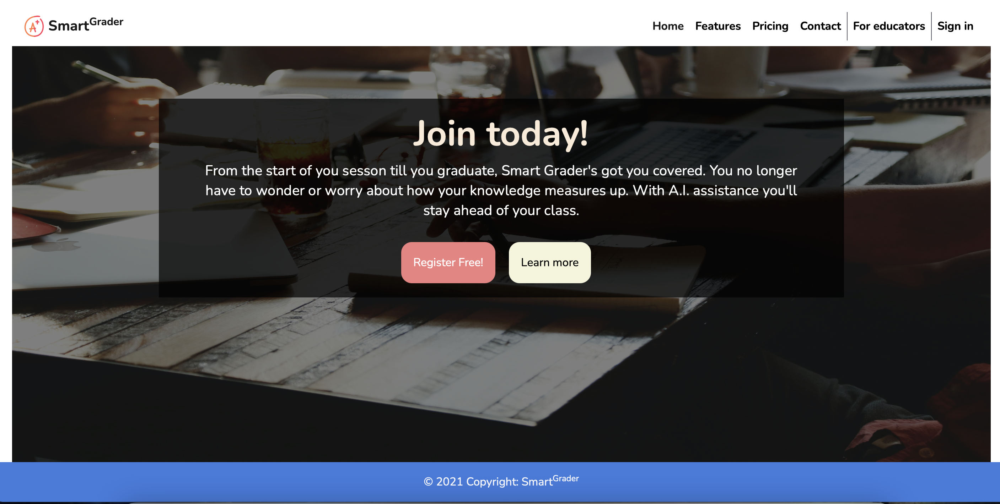 A+ SmartGrader
Home Features Pricing Contact For educators Sign in
Join today!
From the start of you sesson till you graduate, Smart Grader's got you covered. You no longer
have to wonder or worry about how your knowledge measures up. With A.I. assistance you'll
stay ahead of your class.
Register Free! Learn more
© 2021 Copyright: SmartGrader